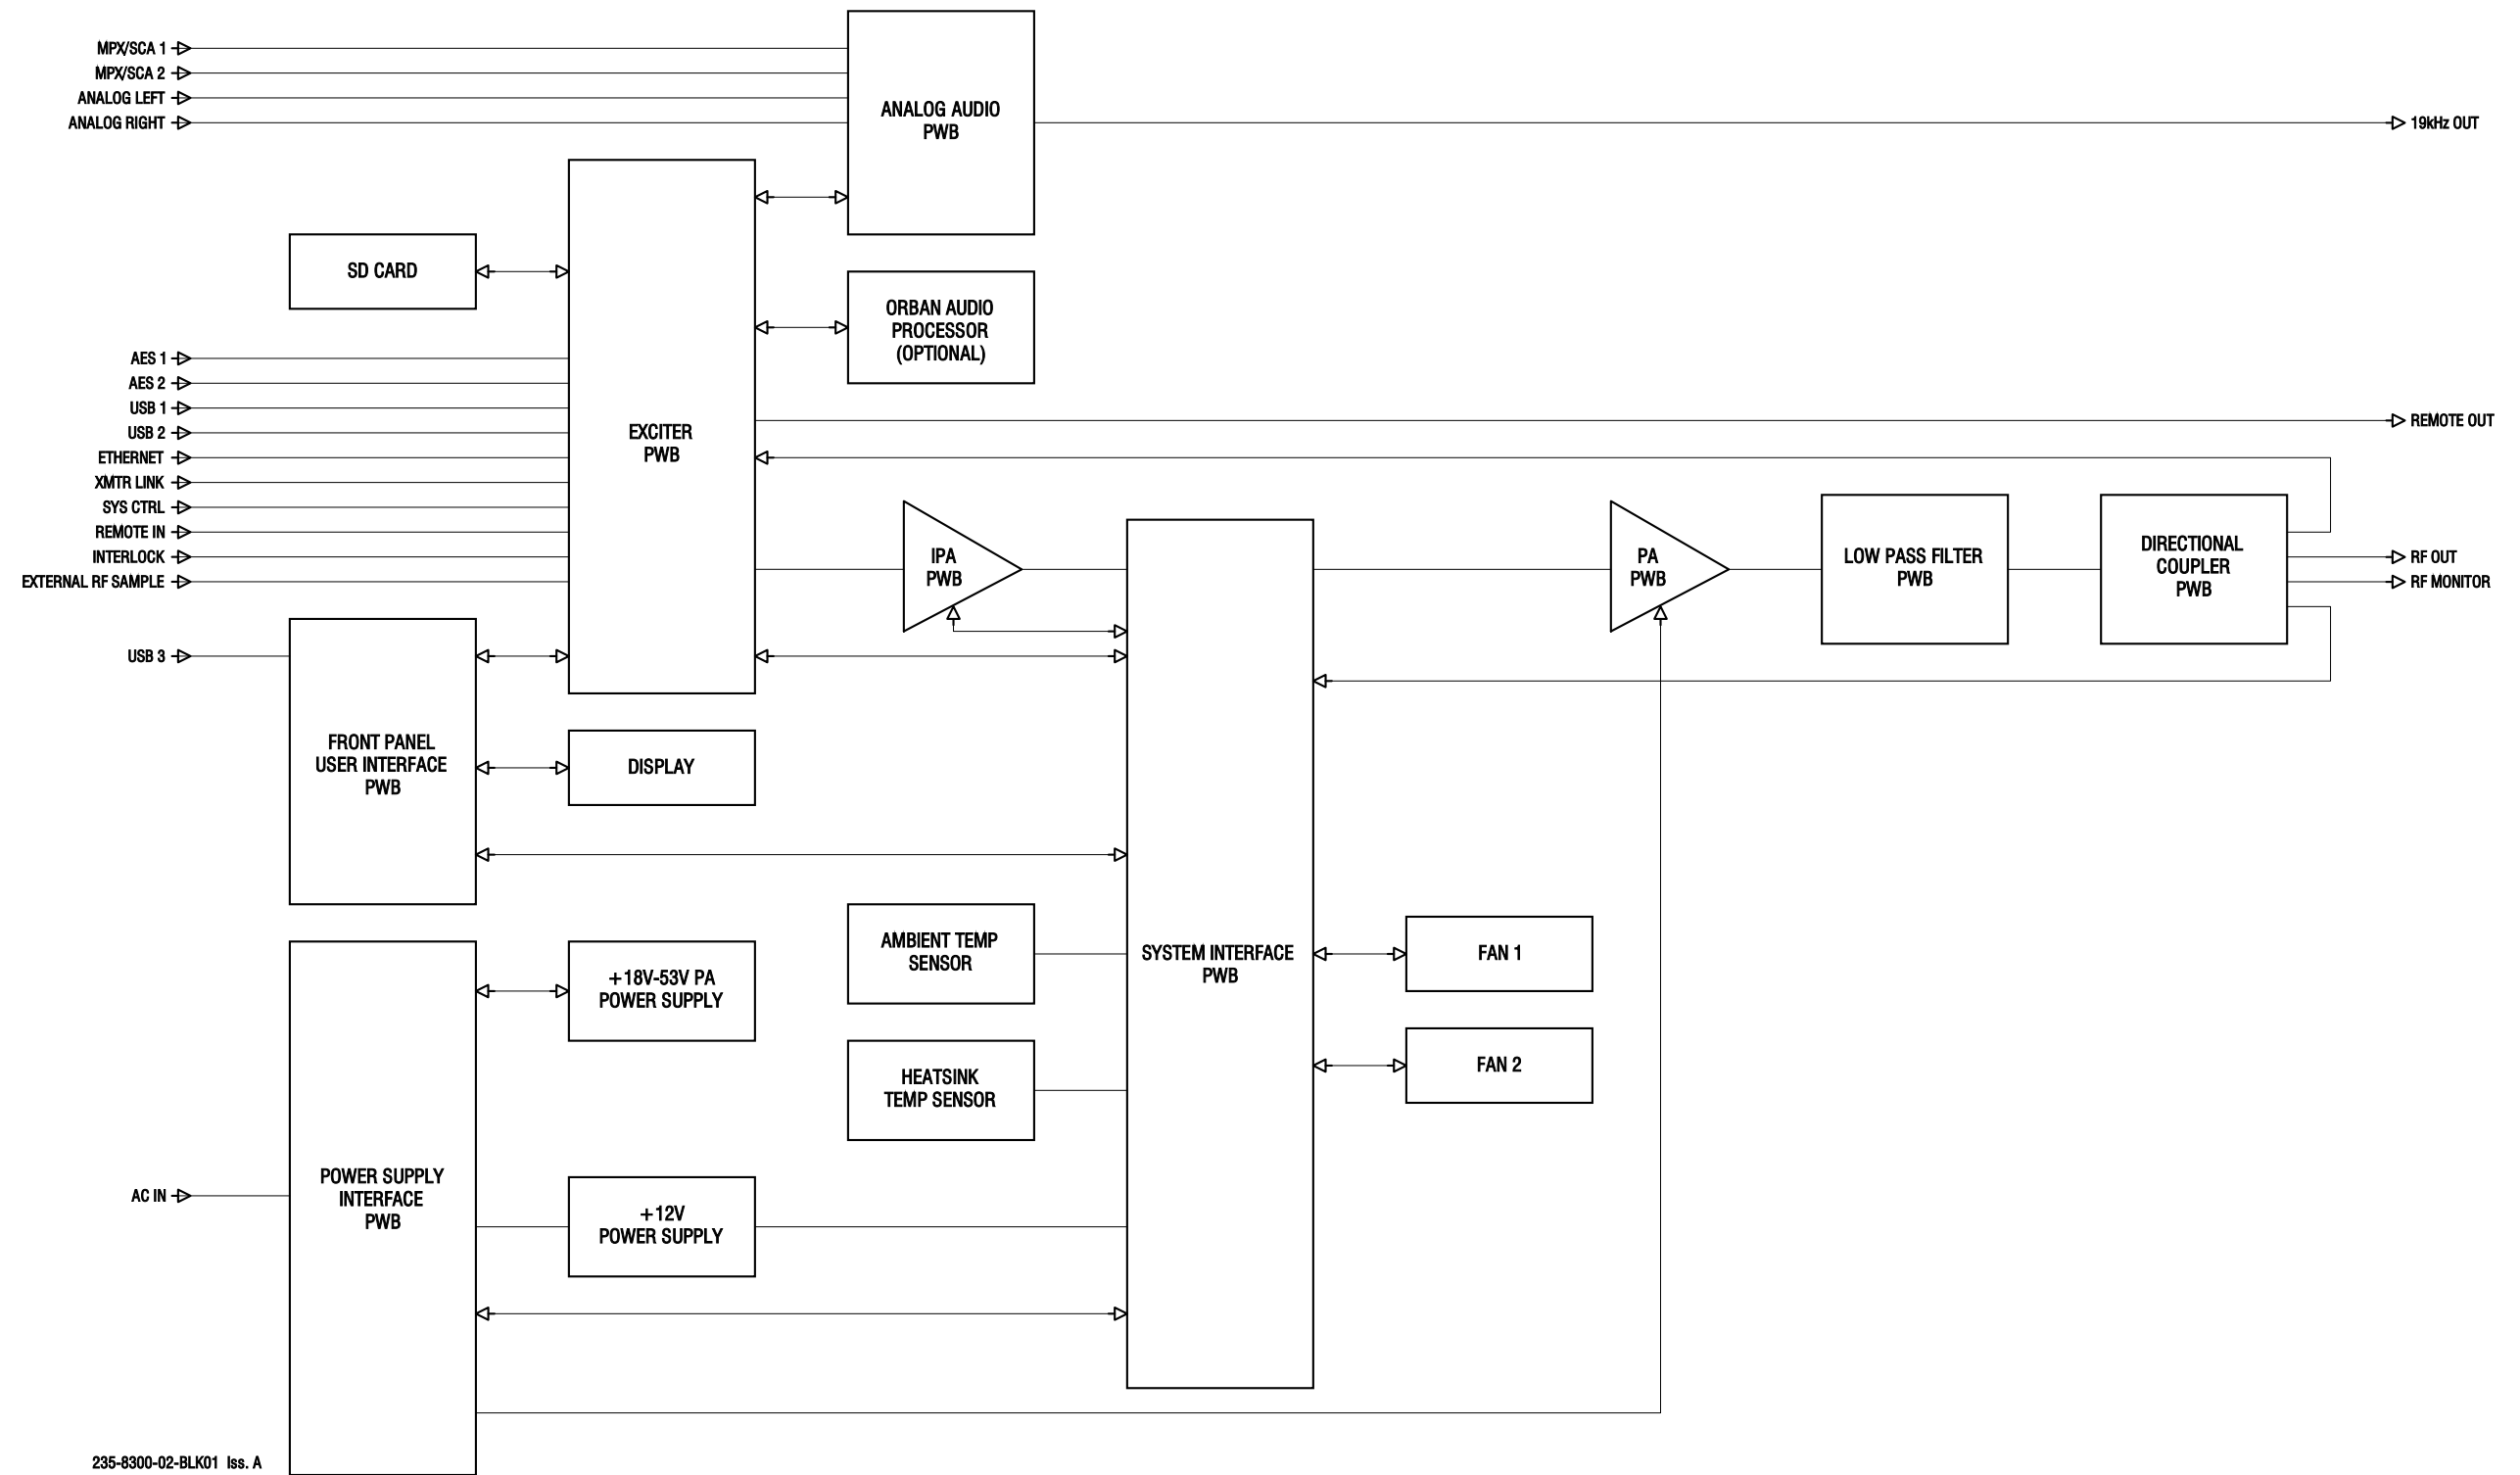 MPX/SCA 1
MPX/SCA 2
ANALOG LEFT
ANALOG RIGHT
ANALOG AUDIO
PWB
19kHz OUT
SD CARD
ORBAN AUDIO
PROCESSOR
(OPTIONAL)
AES 1
AES 2
USB 1
USB 2
ETHERNET
XMTR LINK
SYS CTRL
REMOTE IN
INTERLOCK
EXTERNAL RF SAMPLE
EXCITER
PWB
REMOTE OUT
IPA
PWB
PA
PWB
LOW PASS FILTER
PWB
DIRECTIONAL
COUPLER
PWB
RF OUT
RF MONITOR
USB 3
FRONT PANEL
USER INTERFACE
PWB
DISPLAY
AMBIENT TEMP
SENSOR
SYSTEM INTERFACE
PWB
FAN 1
+18V-53V PA
POWER SUPPLY
HEATSINK
TEMP SENSOR
FAN 2
AC IN
POWER SUPPLY
INTERFACE
PWB
+12V
POWER SUPPLY
235-8300-02-BLK01 Iss. A